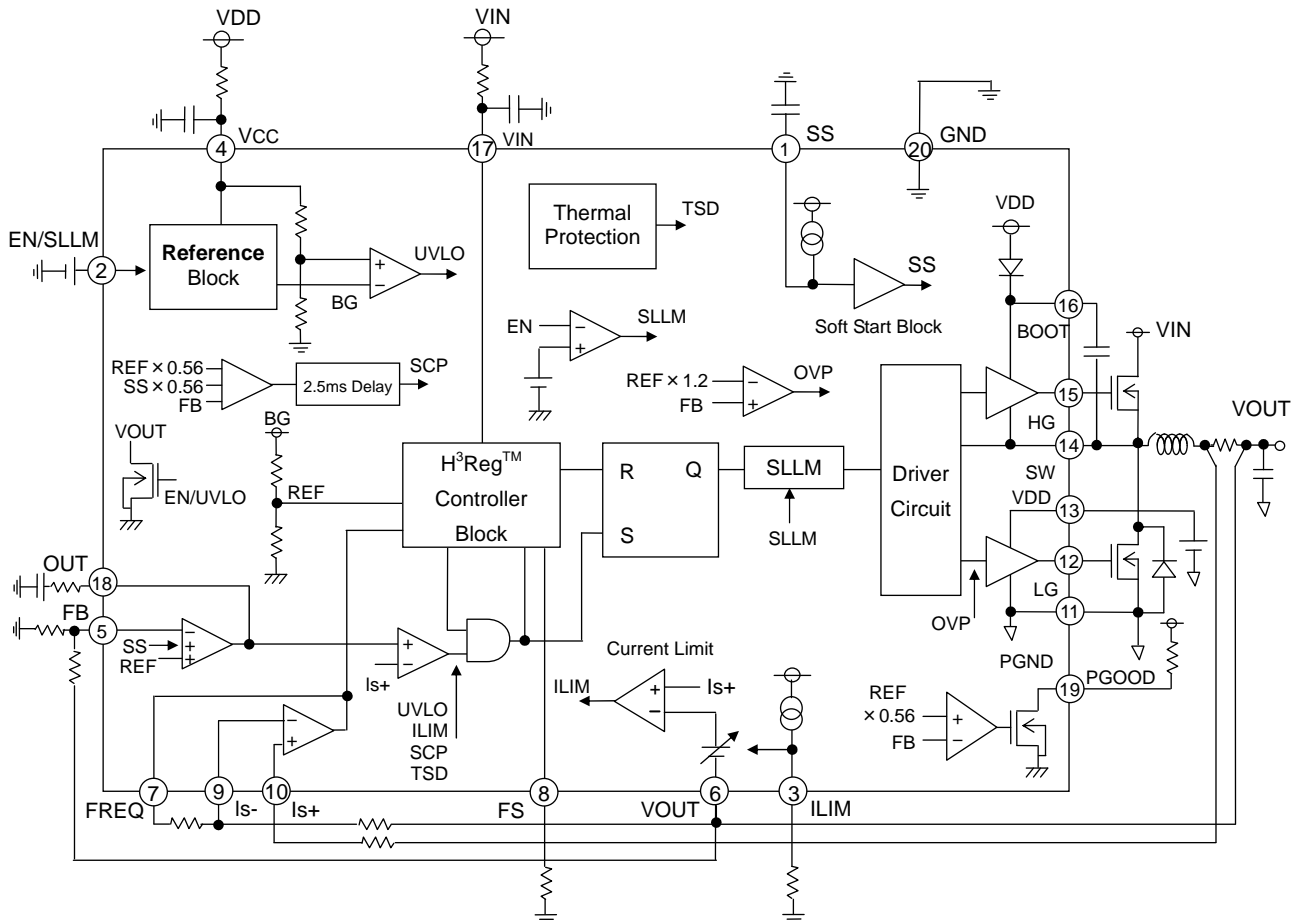 VDD
VIN
VCC
4
17
VIN
SS
1
GND
20
EN/SLLM
2
Reference
Block
UVLO
BG
Thermal
Protection
TSD
VDD
SS
Soft Start Block
16
BOOT
VIN
EN
SLLM
REF×0.56
SS×0.56
FB
2.5ms Delay
SCP
REF×1.2
FB
OVP
15
HG
VOUT
BG
VOUT
EN/UVLO
REF
H³Reg™
Controller
Block
R
Q
S
SLLM
SLLM
Driver
Circuit
14
SW
VDD
13
12
LG
11
OVP
OUT
18
FB
5
SS
REF
Is+
UVLO
ILIM
SCP
TSD
Current Limit
ILIM
Is+
PGND
PGOOD
19
REF
×0.56
FB
FREQ
7
9
Is-
10
Is+
FS
8
VOUT
6
3
ILIM